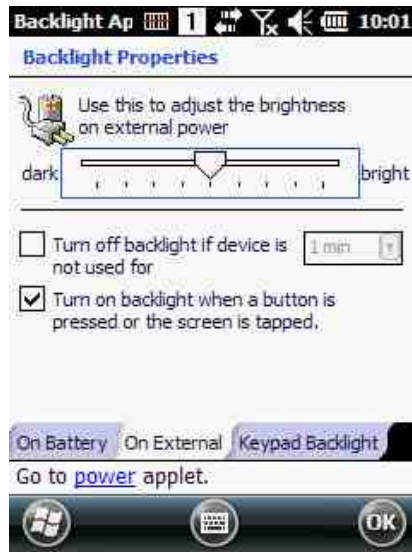 Backlight Ap 1 10:01
Backlight Properties
Use this to adjust the brightness
on external power
dark bright
Turn off backlight if device is 1 min
not used for
Turn on backlight when a button is
pressed or the screen is tapped.
On Battery On External Keypad Backlight
Go to power applet.
OK